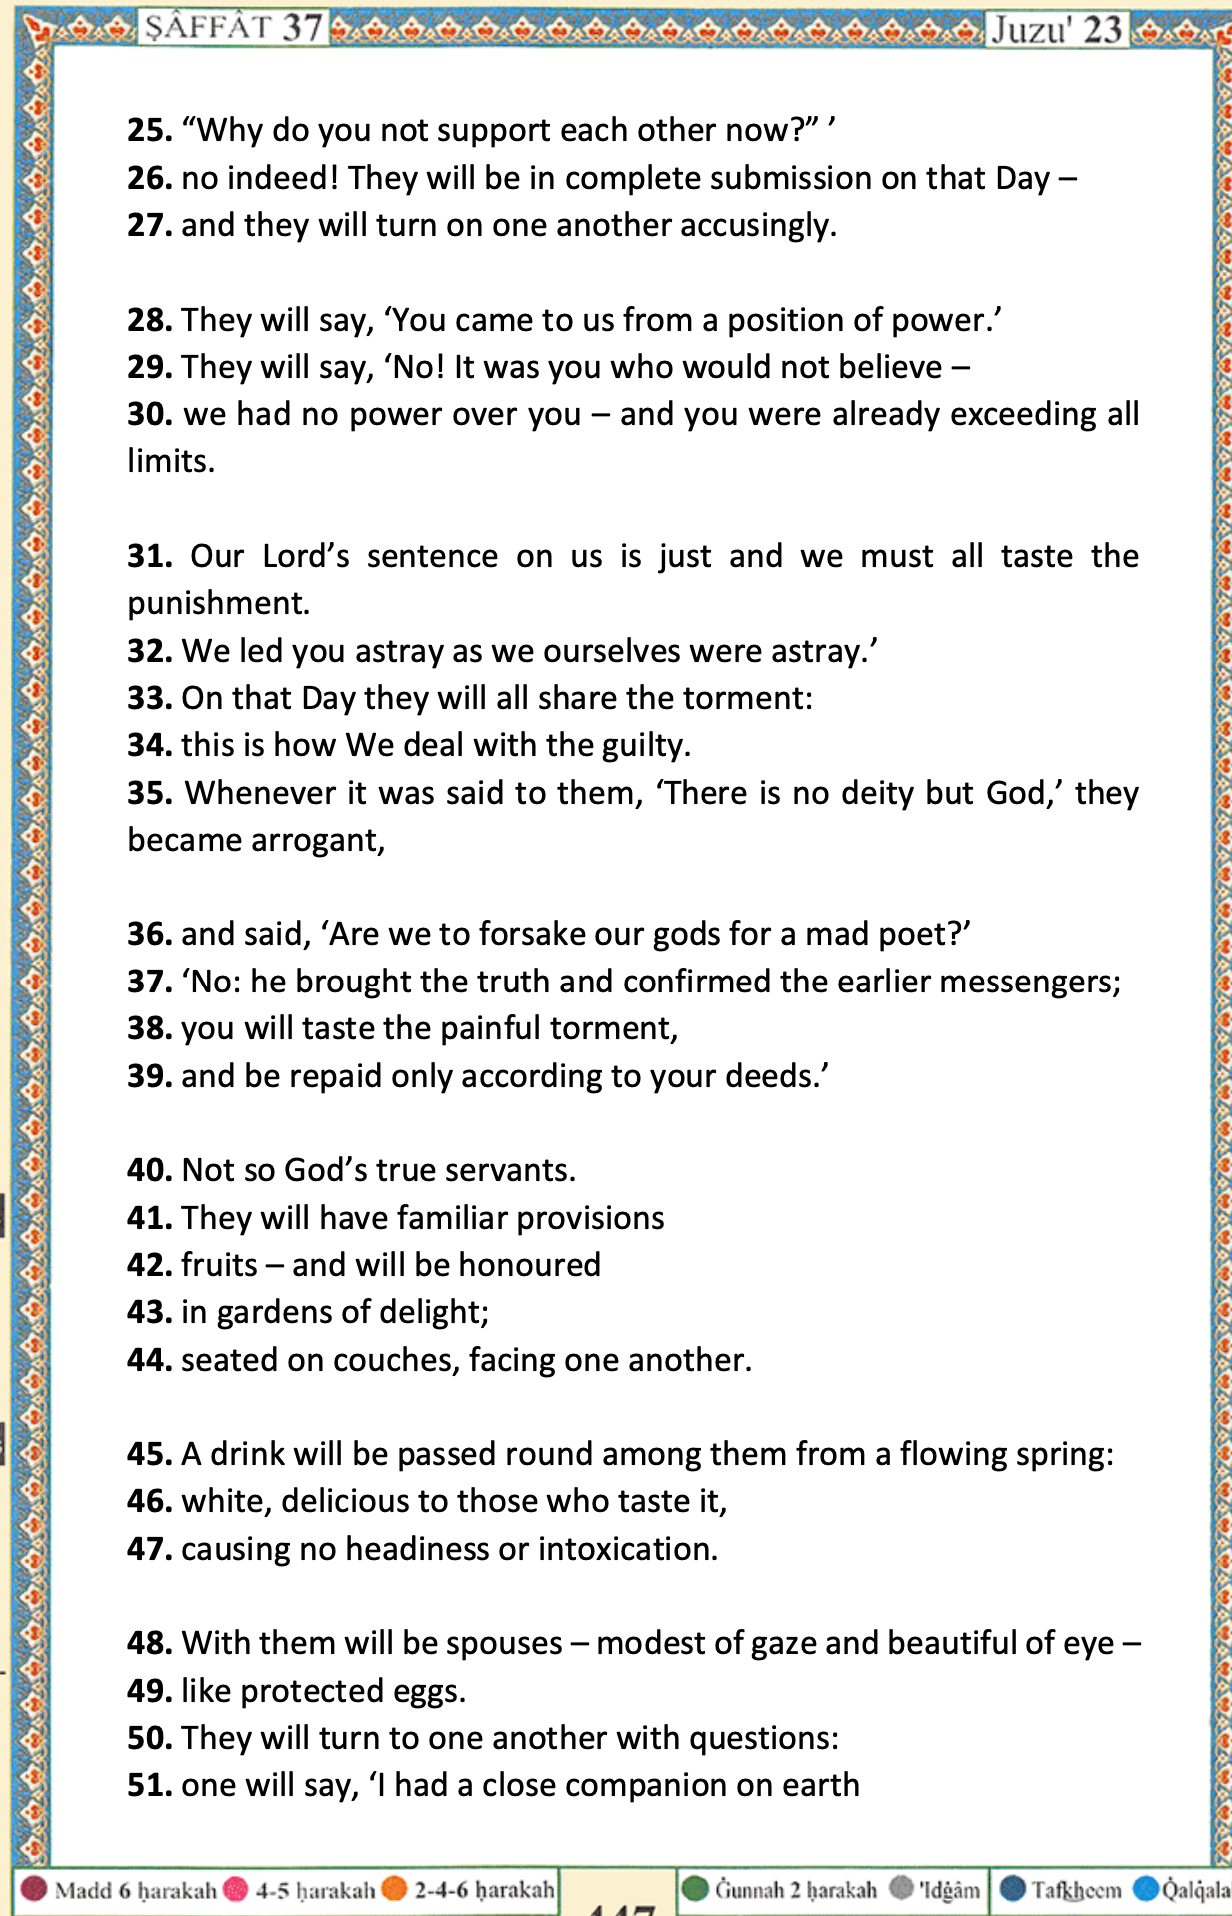 ṢÂFFÂT 37 Juzu' 23
25. “Why do you not support each other now?” ’
26. no indeed! They will be in complete submission on that Day –
27. and they will turn on one another accusingly.
28. They will say, ‘You came to us from a position of power.’
29. They will say, ‘No! It was you who would not believe –
30. we had no power over you – and you were already exceeding all
limits.
31. Our Lord’s sentence on us is just and we must all taste the
punishment.
32. We led you astray as we ourselves were astray.’
33. On that Day they will all share the torment:
34. this is how We deal with the guilty.
35. Whenever it was said to them, ‘There is no deity but God,’ they
became arrogant,
36. and said, ‘Are we to forsake our gods for a mad poet?’
37. ‘No: he brought the truth and confirmed the earlier messengers;
38. you will taste the painful torment,
39. and be repaid only according to your deeds.’
40. Not so God’s true servants.
41. They will have familiar provisions
42. fruits – and will be honoured
43. in gardens of delight;
44. seated on couches, facing one another.
45. A drink will be passed round among them from a flowing spring:
46. white, delicious to those who taste it,
47. causing no headiness or intoxication.
48. With them will be spouses – modest of gaze and beautiful of eye –
49. like protected eggs.
50. They will turn to one another with questions:
51. one will say, ‘I had a close companion on earth
Madd 6 ḥarakah 4-5 ḥarakah 2-4-6 ḥarakah Ġunnah 2 ḥarakah 'Idġâm Tafkheem Q̇alq̇ala